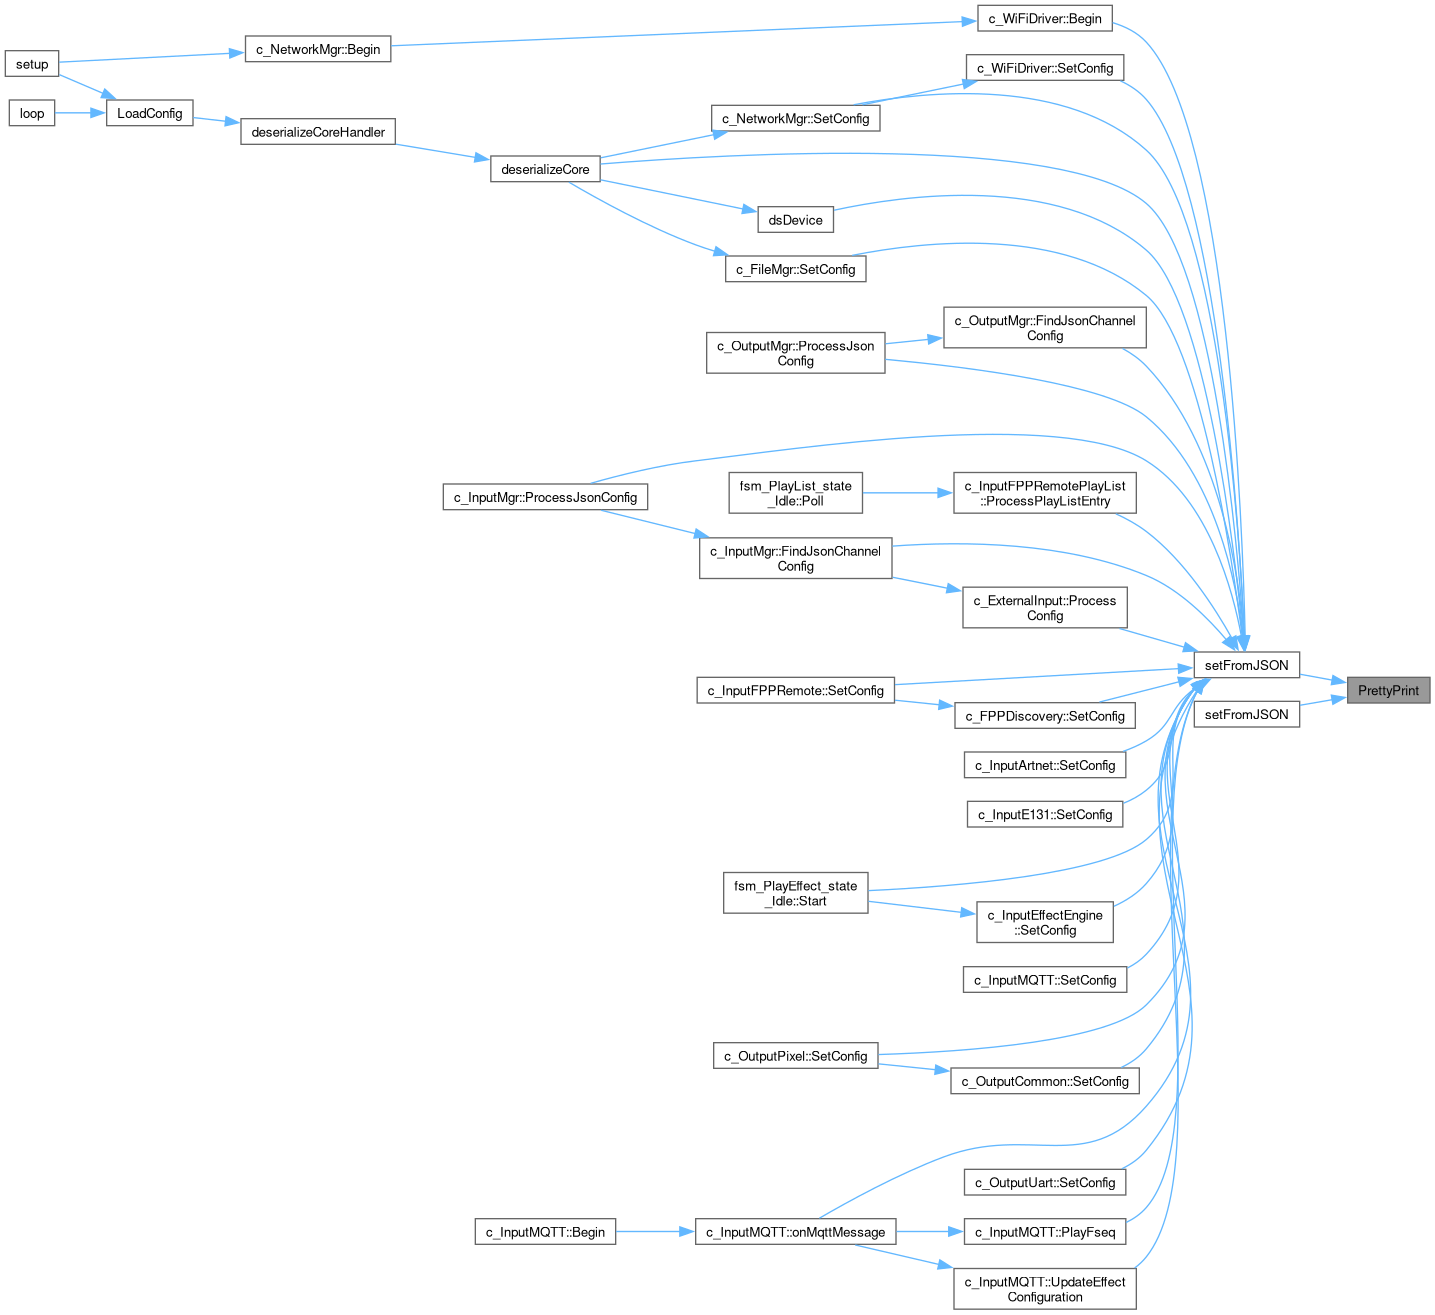 c_WiFiDriver::Begin
c_NetworkMgr::Begin
setup
c_WiFiDriver::SetConfig
loop
LoadConfig
c_NetworkMgr::SetConfig
deserializeCoreHandler
deserializeCore
dsDevice
c_FileMgr::SetConfig
c_OutputMgr::FindJsonChannel
Config
c_OutputMgr::ProcessJson
Config
c_InputMgr::ProcessJsonConfig
fsm_PlayList_state
_Idle::Poll
c_InputFPPRemotePlayList
::ProcessPlayListEntry
c_InputMgr::FindJsonChannel
Config
c_ExternalInput::Process
Config
setFromJSON
PrettyPrint
c_InputFPPRemote::SetConfig
c_FPPDiscovery::SetConfig
setFromJSON
c_InputArtnet::SetConfig
c_InputE131::SetConfig
fsm_PlayEffect_state
_Idle::Start
c_InputEffectEngine
::SetConfig
c_InputMQTT::SetConfig
c_OutputPixel::SetConfig
c_OutputCommon::SetConfig
c_OutputUart::SetConfig
c_InputMQTT::Begin
c_InputMQTT::onMqttMessage
c_InputMQTT::PlayFseq
c_InputMQTT::UpdateEffect
Configuration